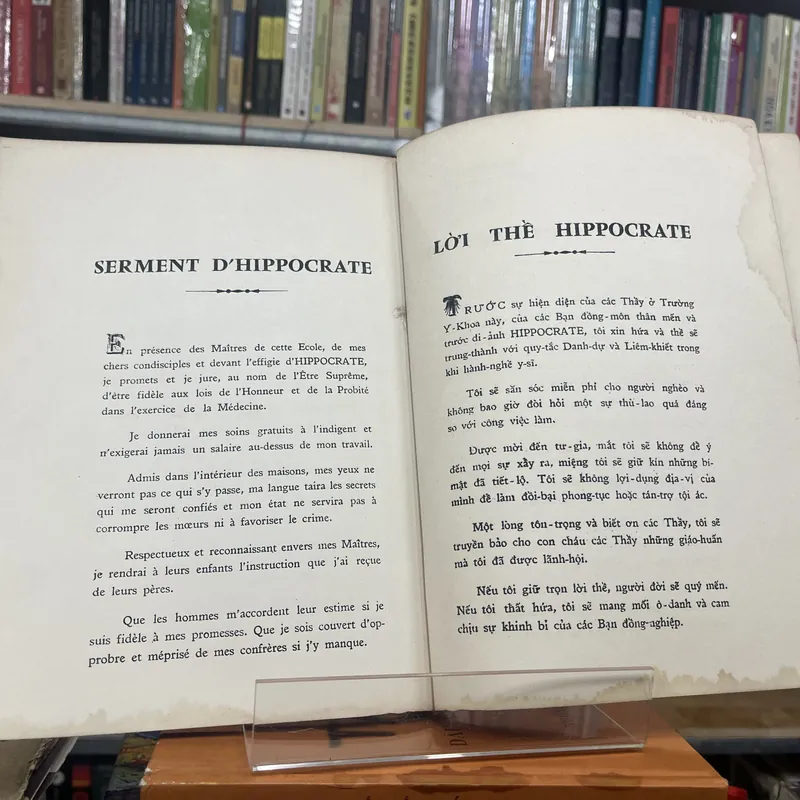 SERMENT D'HIPPOCRATE
En présence des Maîtres de cette Ecole, de mes
chers condisciples et devant l'effigie d'HIPPOCRATE,
je promets et je jure, au nom de l'Être Suprême,
d'être fidèle aux lois de l'Honneur et de la Probité
dans l'exercice de la Médecine.
Je donnerai mes soins gratuits à l'indigent et
n'exigerai jamais un salaire au-dessus de mon travail.
Admis dans l'intérieur des maisons, mes yeux ne
verront pas ce qui s'y passe, ma langue taira les secrets
qui me seront confiés et mon état ne servira pas à
corrompre les mœurs ni à favoriser le crime.
Respectueux et reconnaissant envers mes Maîtres,
je rendrai à leurs enfants l'instruction que j'ai reçue
de leurs pères.
Que les hommes m'accordent leur estime si je
suis fidèle à mes promesses. Que je sois couvert d'op-
probre et méprisé de mes confrères si j'y manque.
LỜI THỀ HIPPOCRATE
TRƯỚC sự hiện diện của các Thầy ở Trường
Y-Khoa này, của các Bạn đồng-môn thân mến và
trước di-ảnh HIPPOCRATE, tôi xin hứa và thề sẽ
trung-thành với quy-tắc Danh-dự và Liêm-khiết trong
khi hành-nghề y-sĩ.
Tôi sẽ săn sóc miễn phí cho người nghèo và
không bao giờ đòi hỏi một sự thù-lao quá đáng
so với công việc làm.
Được mời đến tư-gia, mắt tôi sẽ không để ý
đến mọi sự xẩy ra, miệng tôi sẽ giữ kín những bí-
mật đã tiết-lộ. Tôi sẽ không lợi-dụng địa-vị của
mình để làm đồi-bại phong-tục hoặc tán-trợ tội ác.
Một lòng tôn-trọng và biết ơn các Thầy, tôi sẽ
truyền bảo cho con cháu các Thầy những giáo-huấn
mà tôi đã được lãnh-hội.
Nếu tôi giữ trọn lời thề, người đời sẽ quý mến.
Nếu tôi thất hứa, tôi sẽ mang mối ô-danh và cam
chịu sự khinh bỉ của các Bạn đồng-nghiệp.